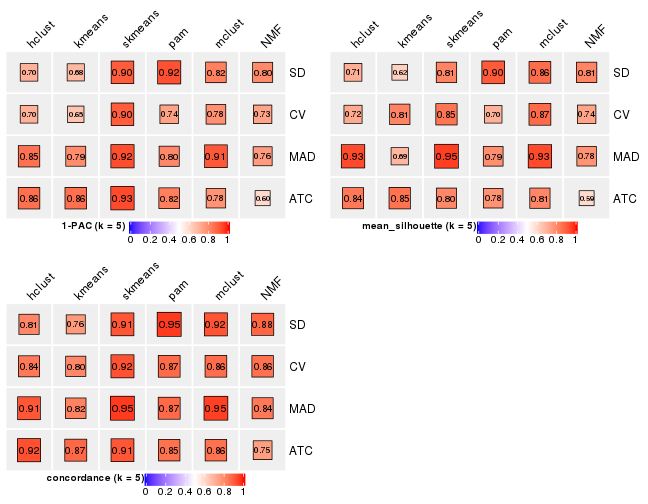 hclust kmeans skmeans pam mclust NMF
0.70 0.68 0.90 0.92 0.82 0.80 SD
0.70 0.65 0.90 0.74 0.78 0.73 CV
0.85 0.79 0.92 0.80 0.91 0.76 MAD
0.86 0.86 0.93 0.82 0.78 0.60 ATC
1-PAC (k = 5)
0 0.2 0.4 0.6 0.8 1
hclust kmeans skmeans pam mclust NMF
0.71 0.62 0.81 0.90 0.86 0.81 SD
0.72 0.81 0.85 0.70 0.87 0.74 CV
0.93 0.69 0.95 0.79 0.93 0.78 MAD
0.84 0.85 0.80 0.78 0.81 0.59 ATC
mean_silhouette (k = 5)
0 0.2 0.4 0.6 0.8 1
hclust kmeans skmeans pam mclust NMF
0.81 0.76 0.91 0.95 0.92 0.88 SD
0.84 0.80 0.92 0.87 0.86 0.86 CV
0.91 0.82 0.95 0.87 0.95 0.84 MAD
0.92 0.87 0.91 0.85 0.86 0.75 ATC
concordance (k = 5)
0 0.2 0.4 0.6 0.8 1